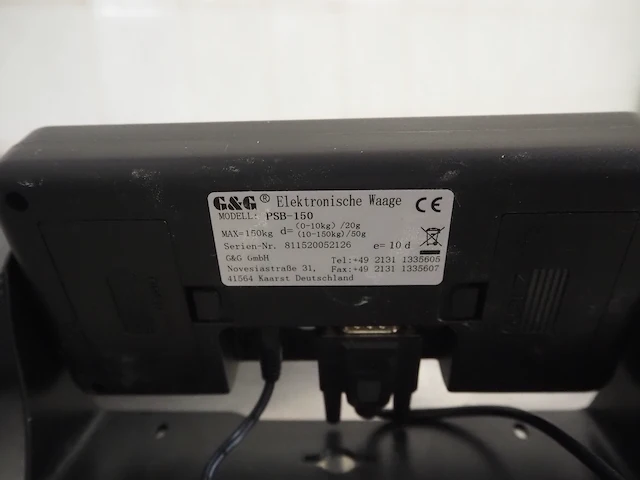 G&G® Elektronische Waage CE
MODELL: PSB-150
MAX=150kg d= (0-10kg) /20g
(10-150kg)/50g
Serien-Nr. 811520052126 e=10d
G&G GmbH Tel:+49 2131 1335605
Novesiastraße 31, Fax:+49 2131 1335607
41564 Kaarst Deutschland